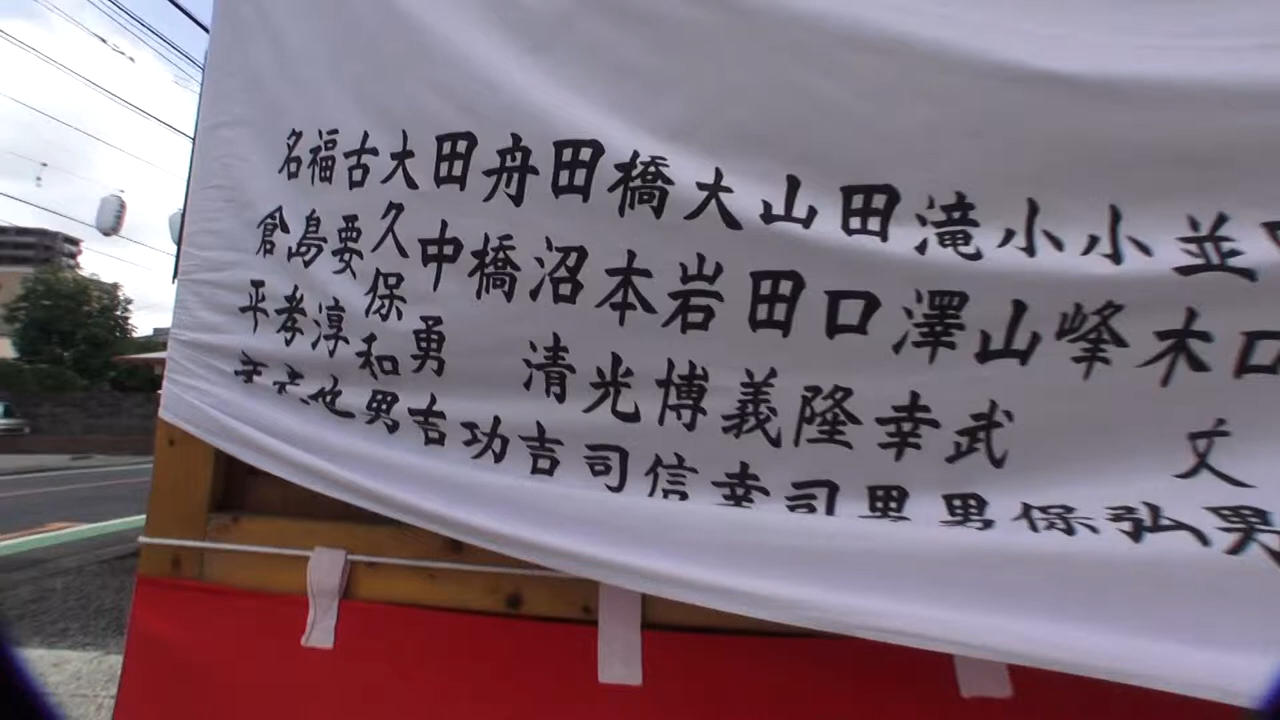 口文男
並木弘
小峰保
小山武男
滝澤幸男
田口隆司
山田義幸
大岩博信
橋本光司
田沼清吉
舟橋功
田中勇吉
大久保和男
古要淳也
福島孝
名倉平